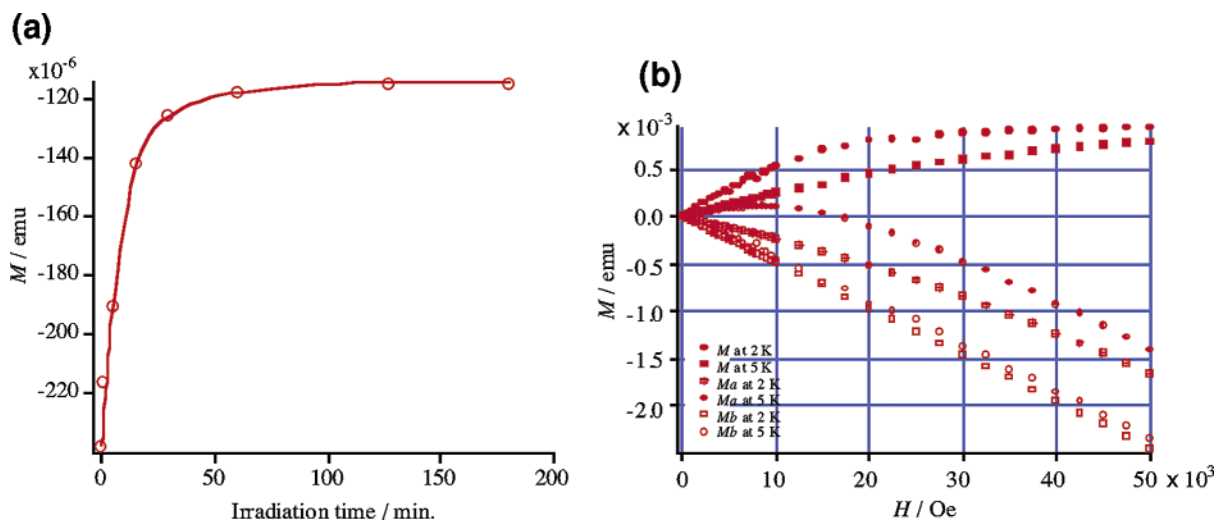 (a)
x10⁻⁶
-120
-140
-160
-180
-200
-220
M / emu
0 50 100 150 200
Irradiation time / min.
(b)
x 10⁻³
0.5
0.0
-0.5
-1.0
-1.5
-2.0
M / emu
M at 2 K
M at 5 K
Ma at 2 K
Ma at 5 K
Mb at 2 K
Mb at 5 K
0 10 20 30 40 50 x 10³
H / Oe